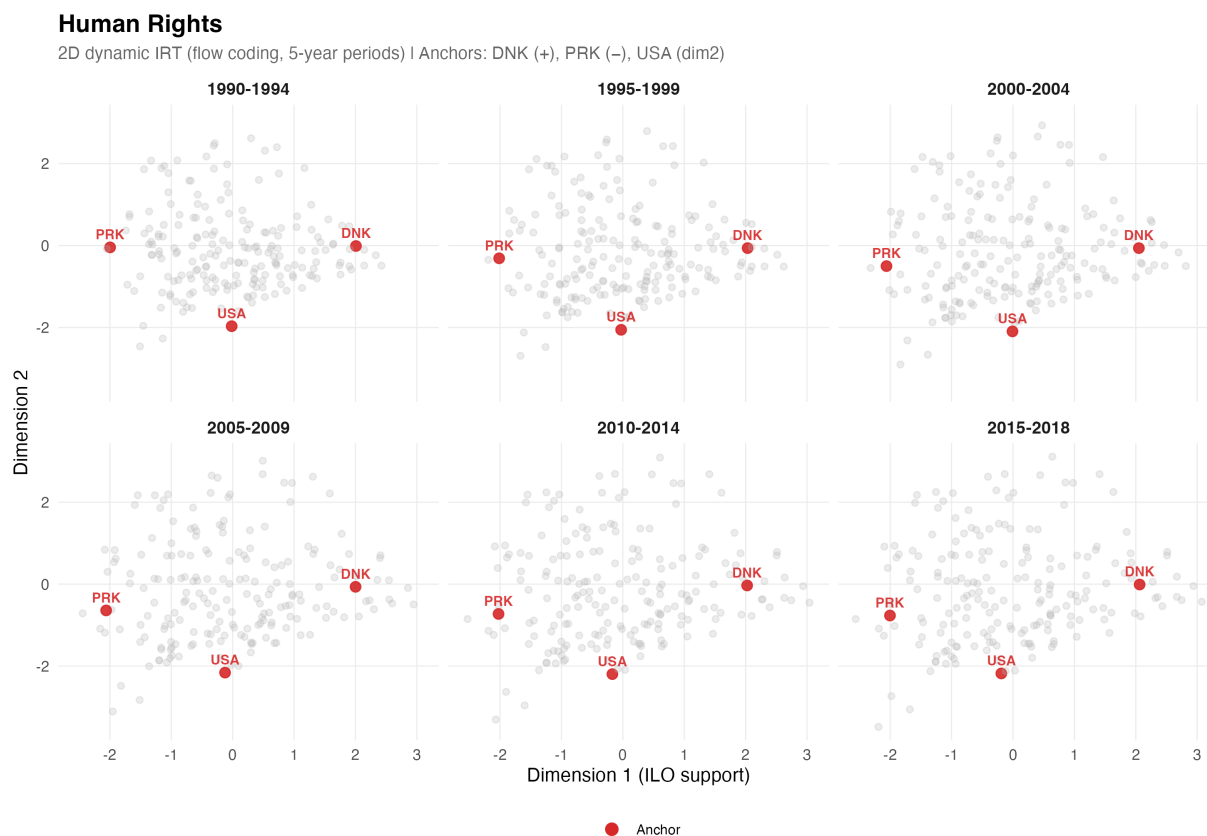 Human Rights
2D dynamic IRT (flow coding, 5-year periods) | Anchors: DNK (+), PRK (−), USA (dim2)
1990-1994
1995-1999
2000-2004
2
0
-2
PRK
DNK
USA
PRK
DNK
USA
PRK
DNK
USA
Dimension 2
2005-2009
2010-2014
2015-2018
2
0
-2
PRK
DNK
USA
PRK
DNK
USA
PRK
DNK
USA
-2 -1 0 1 2 3
-2 -1 0 1 2 3
-2 -1 0 1 2 3
Dimension 1 (ILO support)
Anchor